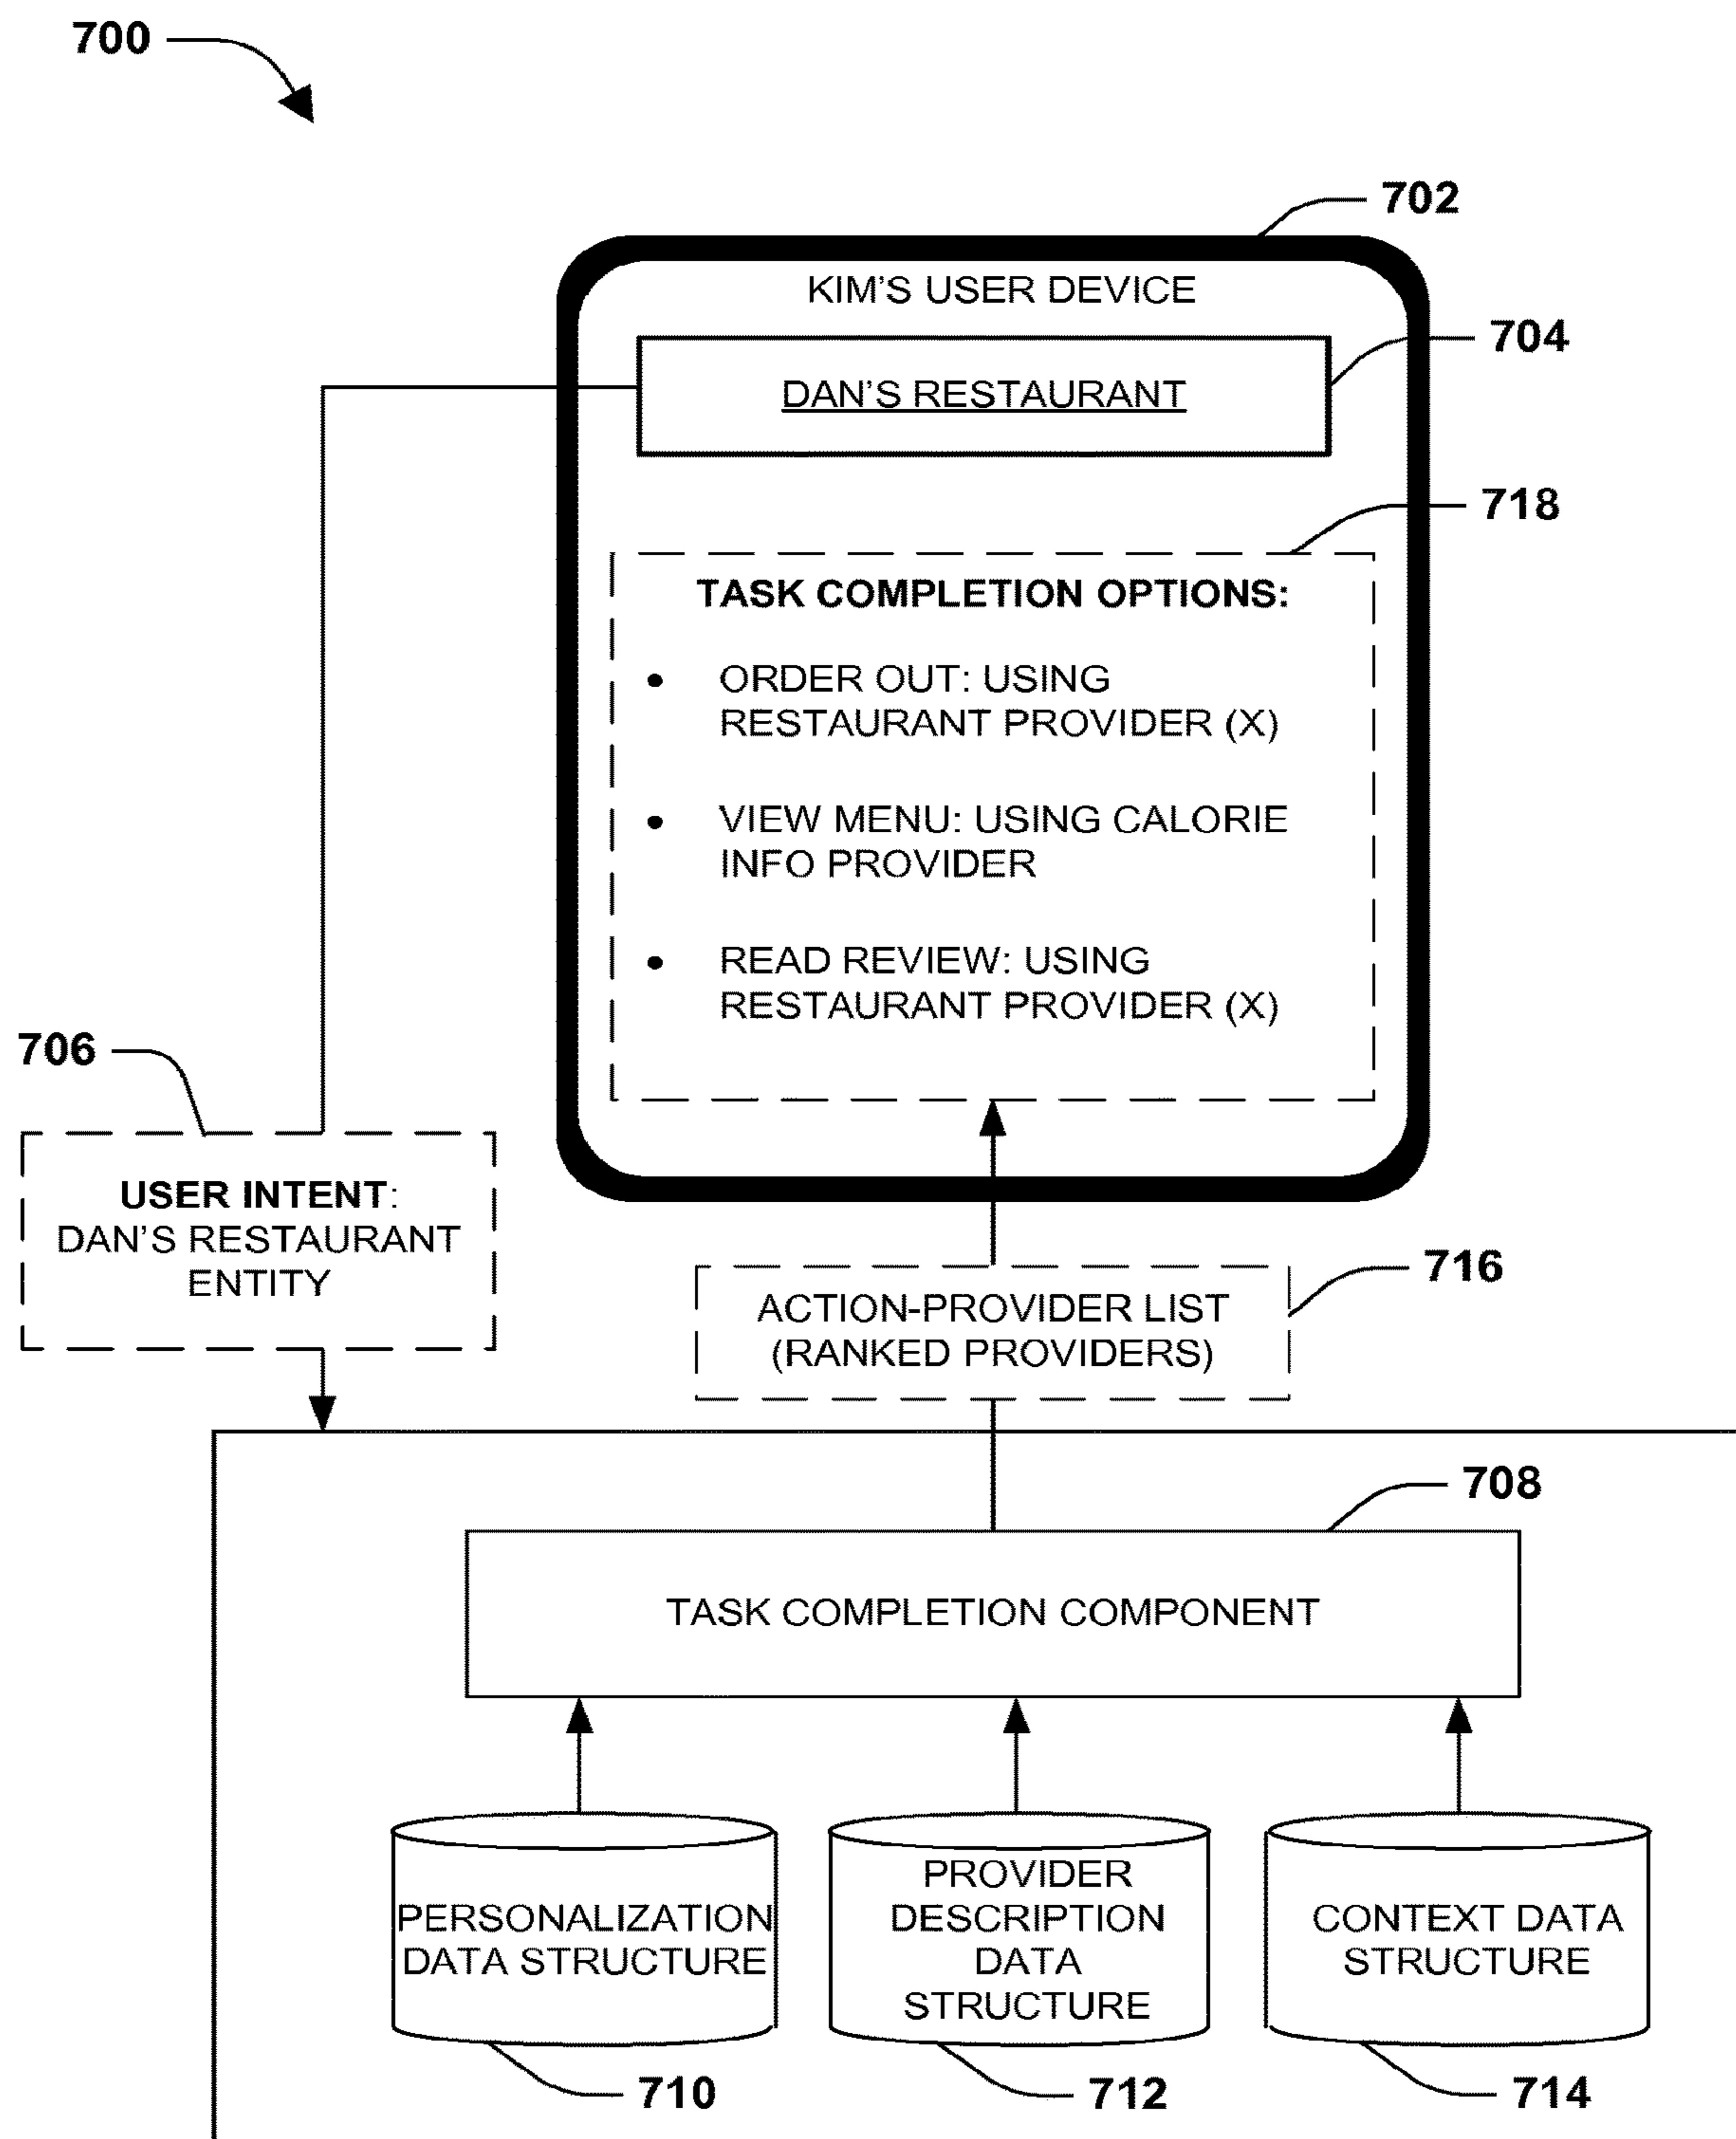 700
702
KIM'S USER DEVICE
704
DAN'S RESTAURANT
718
TASK COMPLETION OPTIONS:
• ORDER OUT: USING
RESTAURANT PROVIDER (X)
• VIEW MENU: USING CALORIE
INFO PROVIDER
• READ REVIEW: USING
RESTAURANT PROVIDER (X)
706
USER INTENT:
DAN'S RESTAURANT
ENTITY
716
ACTION-PROVIDER LIST
(RANKED PROVIDERS)
708
TASK COMPLETION COMPONENT
PERSONALIZATION
DATA STRUCTURE
PROVIDER
DESCRIPTION
DATA
STRUCTURE
CONTEXT DATA
STRUCTURE
710
712
714